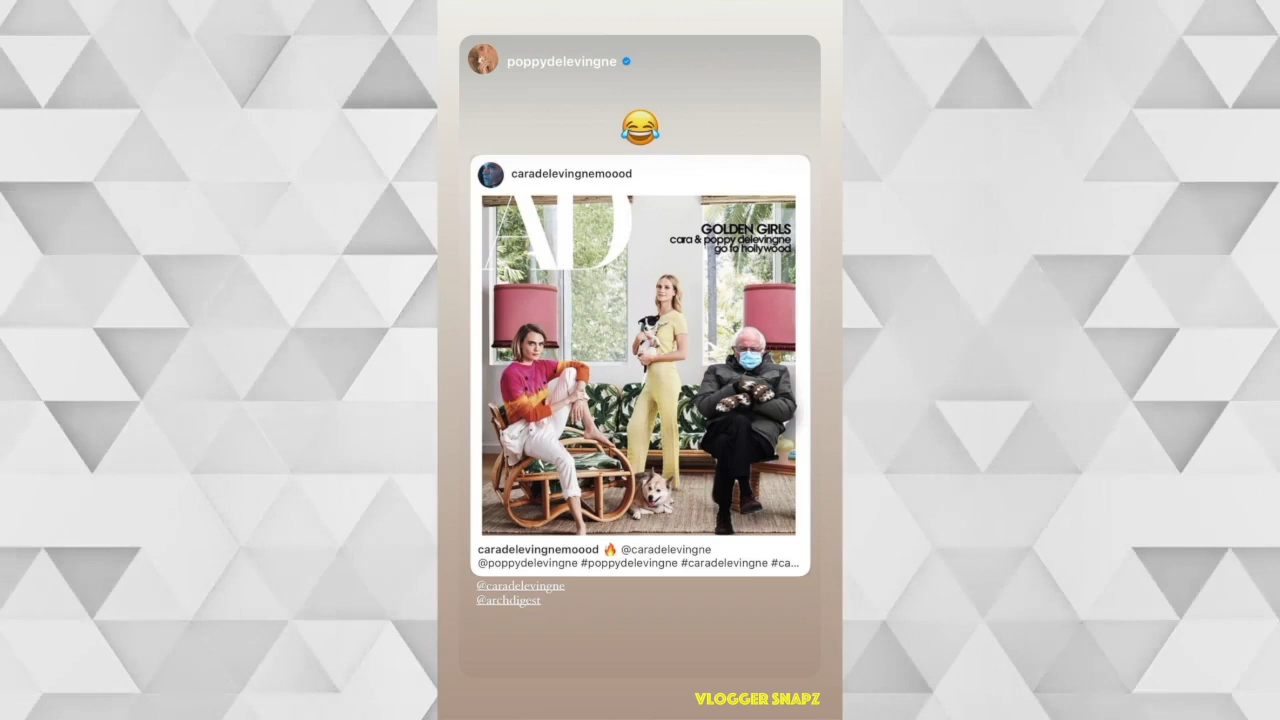 poppydelevingne
caradelevingnemoood
AD
GOLDEN GIRLS
cara & poppy delevingne
go to hollywood
caradelevingnemoood 🔥 @caradelevingne
@poppydelevingne #poppydelevingne #caradelevingne #ca...
@caradelevingne
@archdigest
VLOGGER SNAPZ